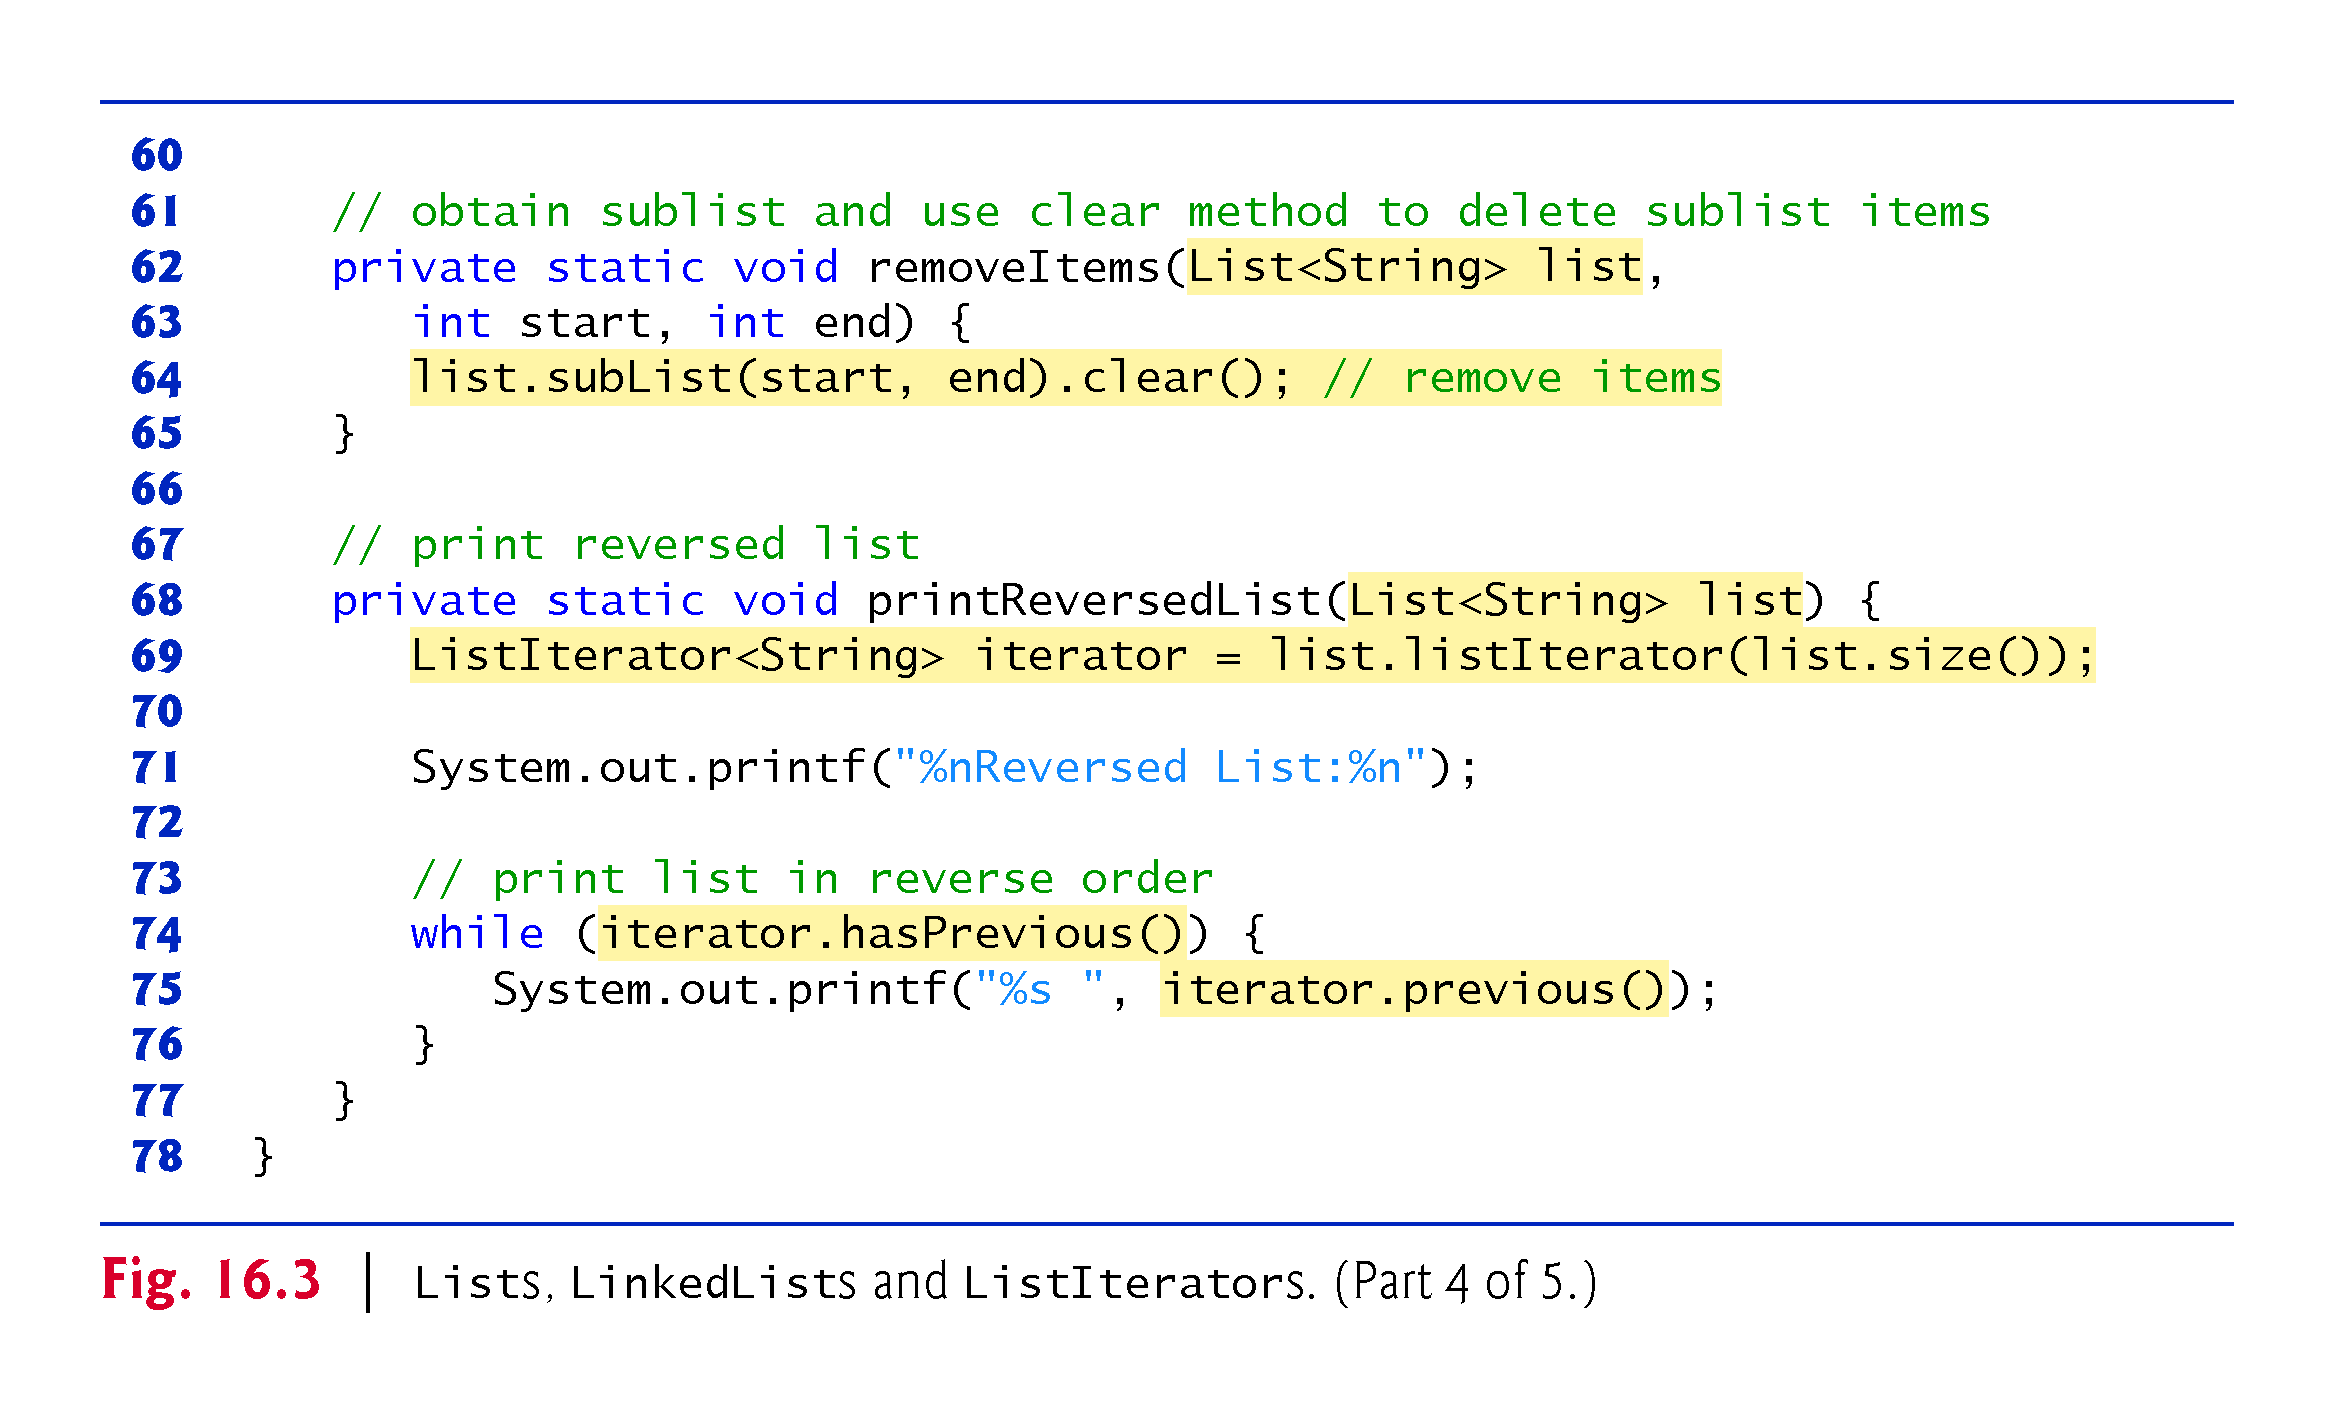 60
61 // obtain sublist and use clear method to delete sublist items
62 private static void removeItems(List<String> list,
63 int start, int end) {
64 list.subList(start, end).clear(); // remove items
65 }
66
67 // print reversed list
68 private static void printReversedList(List<String> list) {
69 ListIterator<String> iterator = list.listIterator(list.size());
70
71 System.out.printf("%nReversed List:%n");
72
73 // print list in reverse order
74 while (iterator.hasPrevious()) {
75 System.out.printf("%s ", iterator.previous());
76 }
77 }
78 }
Fig. 16.3 | Lists, LinkedLists and ListIterators. (Part 4 of 5.)